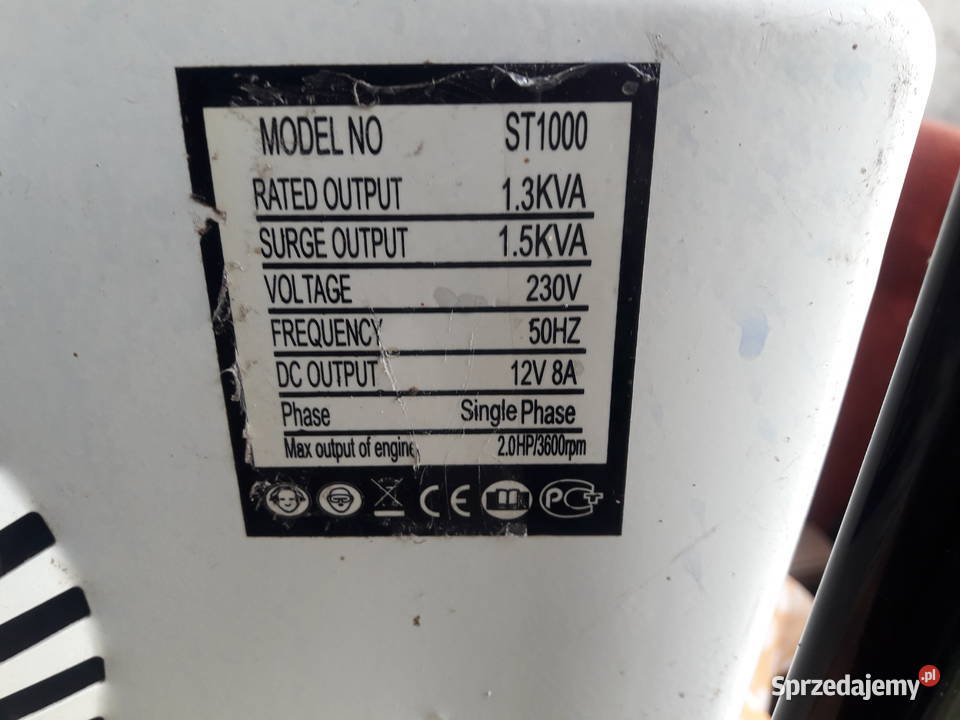 MODEL NO ST1000
RATED OUTPUT 1.3KVA
SURGE OUTPUT 1.5KVA
VOLTAGE 230V
FREQUENCY 50HZ
DC OUTPUT 12V 8A
Phase Single Phase
Max output of engine 2.0HP/3600rpm
CE PCT
Sprzedajemy.pl